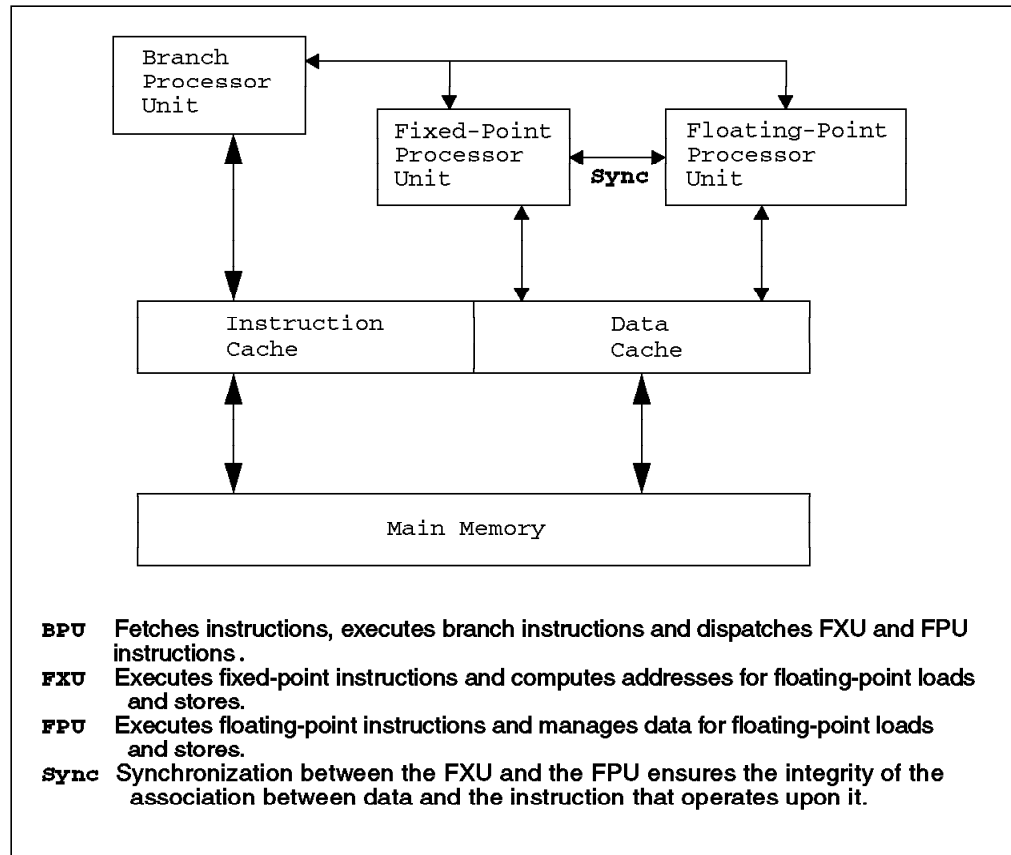 Branch
Processor
Unit
Fixed-Point
Processor
Unit
Sync
Floating-Point
Processor
Unit
Instruction
Cache
Data
Cache
Main Memory
BPU Fetches instructions, executes branch instructions and dispatches FXU and FPU
instructions.
FXU Executes fixed-point instructions and computes addresses for floating-point loads
and stores.
FPU Executes floating-point instructions and manages data for floating-point loads
and stores.
Sync Synchronization between the FXU and the FPU ensures the integrity of the
association between data and the instruction that operates upon it.